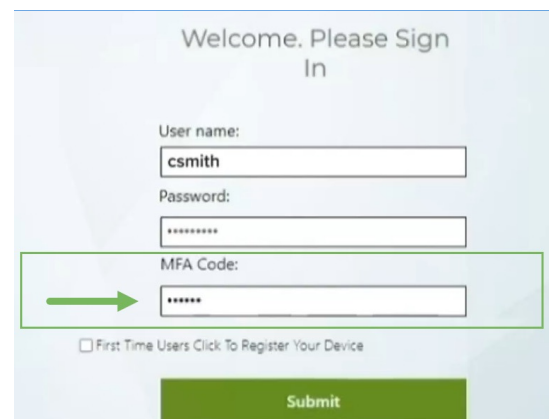 Welcome. Please Sign
In
User name:
csmith
Password:
•••••••••
MFA Code:
••••••
First Time Users Click To Register Your Device
Submit